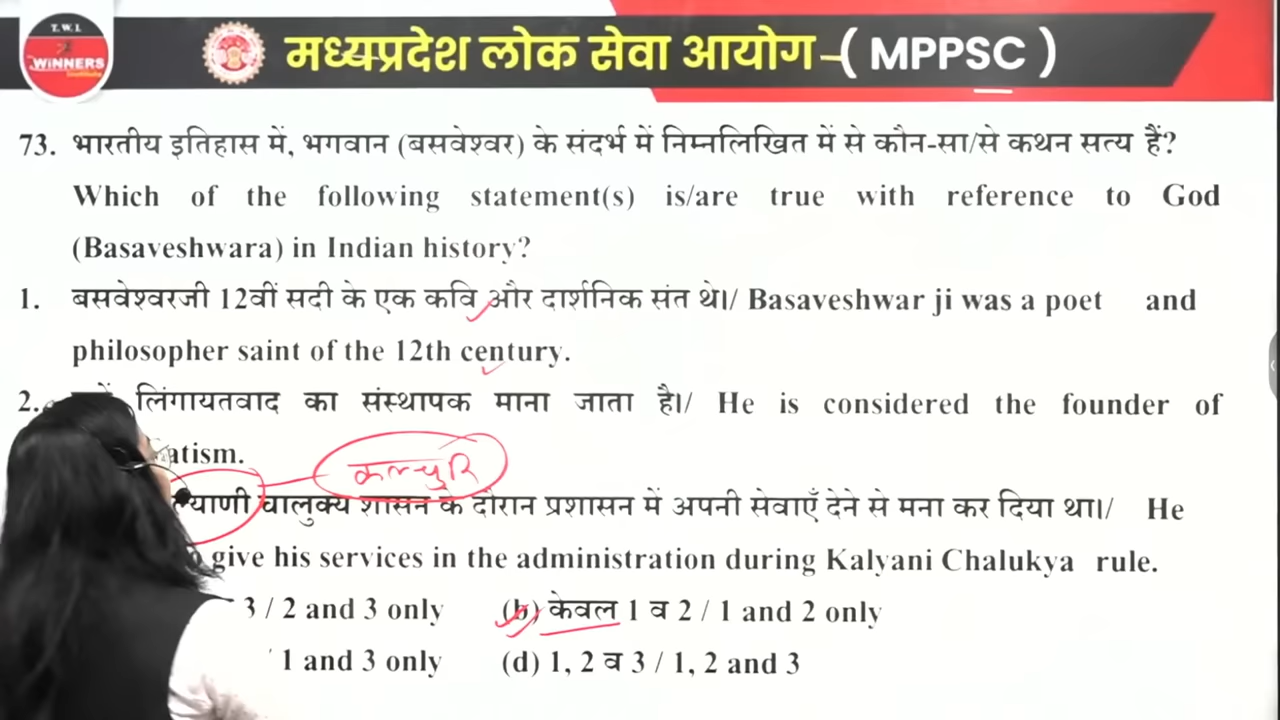 T.W.I.
The WiNNERS
Institute
मध्यप्रदेश लोक सेवा आयोग-( MPPSC )
73. भारतीय इतिहास में, भगवान (बसवेश्वर) के संदर्भ में निम्नलिखित में से कौन-सा/से कथन सत्य हैं?
Which of the following statement(s) is/are true with reference to God
(Basaveshwara) in Indian history?
1. बसवेश्वरजी 12वीं सदी के एक कवि और दार्शनिक संत थे।/ Basaveshwar ji was a poet and
philosopher saint of the 12th century.
2. लिंगायतवाद का संस्थापक माना जाता है।/ He is considered the founder of
atism.
कल्चुरि
ल्याणी चालुक्य शासन के दौरान प्रशासन में अपनी सेवाएँ देने से मना कर दिया था।/ He
give his services in the administration during Kalyani Chalukya rule.
3 / 2 and 3 only (b) केवल 1 व 2 / 1 and 2 only
1 and 3 only (d) 1, 2 व 3 / 1, 2 and 3